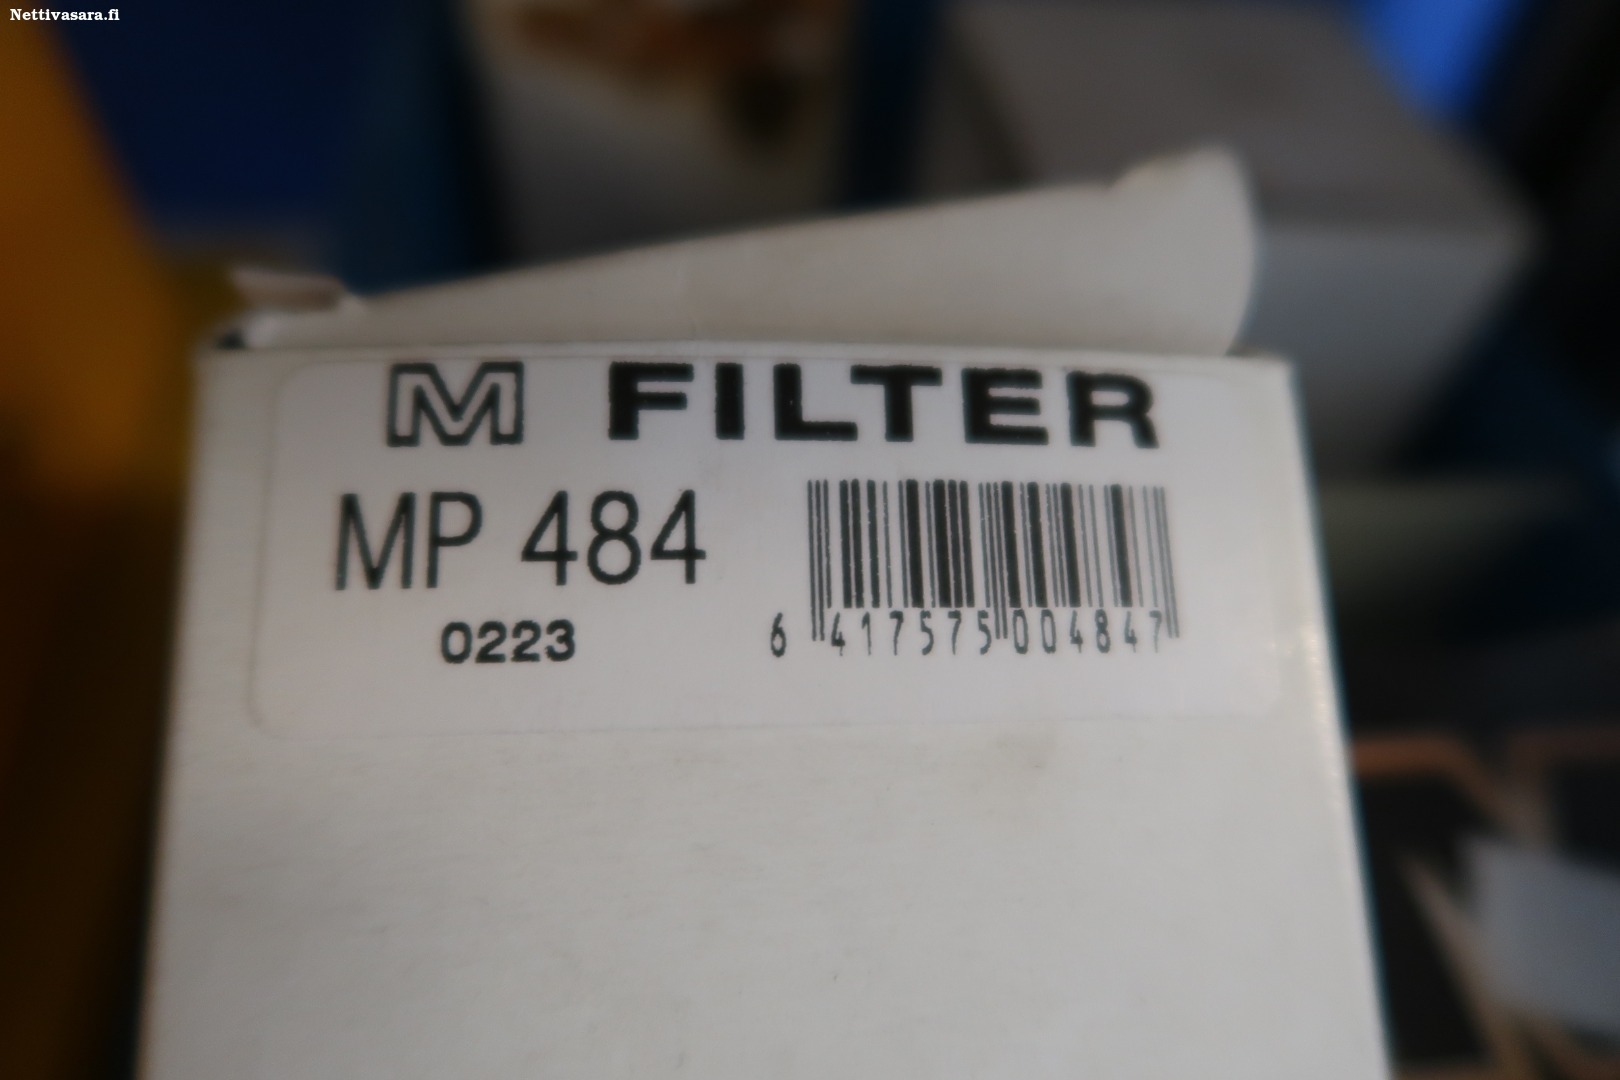 Nettivasara.fi
M FILTER
MP 484
0223
6 417575 004847